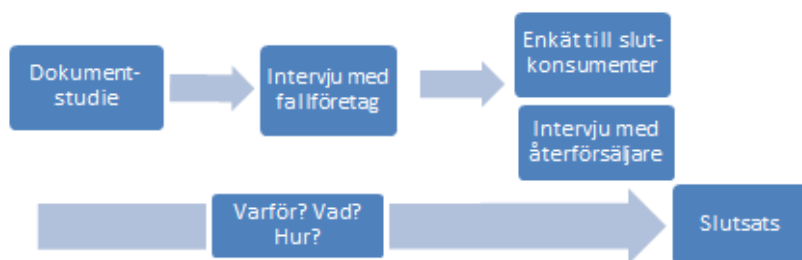 Dokument-
studie
Intervju med
fallföretag
Enkät till slut-
konsumenter
Intervju med
återförsäljare
Varför? Vad?
Hur?
Slutsats